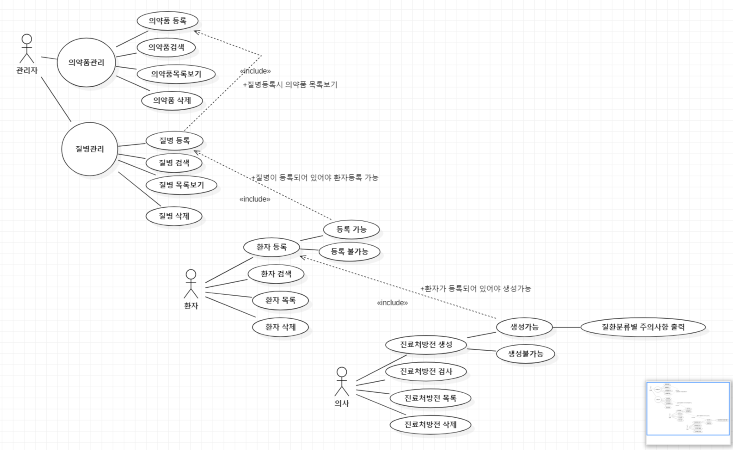 의약품 등록
의약품검색
의약품목록보기
의약품 삭제
의약품관리
관리자
«include»
+질병등록시 의약품 목록보기
질병관리
질병 등록
질병 검색
질병 목록보기
질병 삭제
+질병이 등록되어 있어야 환자등록 가능
«include»
등록 가능
등록 불가능
환자 등록
환자 검색
환자 목록
환자 삭제
환자
+환자가 등록되어 있어야 생성가능
«include»
생성가능
질환분류별 주의사항 출력
생성불가능
진료처방전 생성
진료처방전 검사
진료처방전 목록
진료처방전 삭제
의사